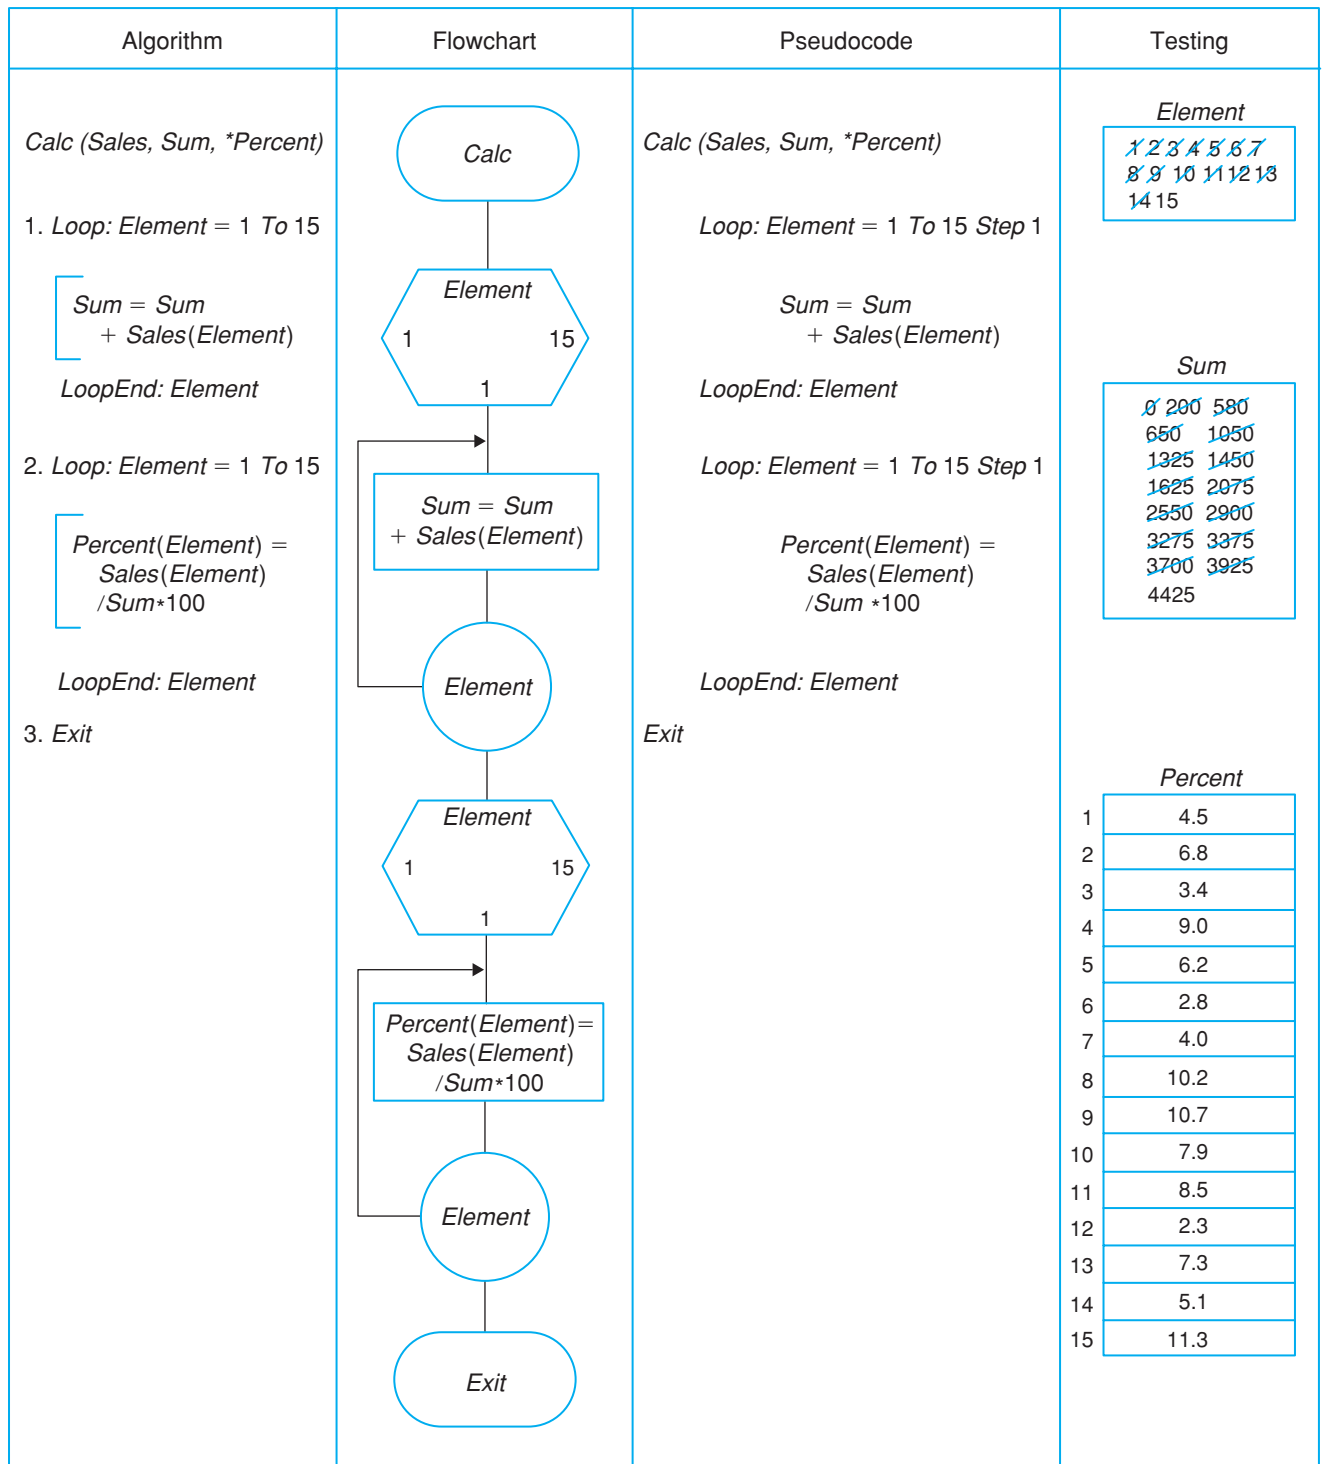 Algorithm
Flowchart
Pseudocode
Testing
Calc (Sales, Sum, *Percent)
1. Loop: Element = 1 To 15
Sum = Sum
+ Sales(Element)
LoopEnd: Element
2. Loop: Element = 1 To 15
Percent(Element) =
Sales(Element)
/Sum*100
LoopEnd: Element
3. Exit
Calc
Element
1 15
1
Sum = Sum
+ Sales(Element)
Element
Element
1 15
1
Percent(Element)=
Sales(Element)
/Sum*100
Element
Exit
Calc (Sales, Sum, *Percent)
Loop: Element = 1 To 15 Step 1
Sum = Sum
+ Sales(Element)
LoopEnd: Element
Loop: Element = 1 To 15 Step 1
Percent(Element) =
Sales(Element)
/Sum *100
LoopEnd: Element
Exit
Element
1 2 3 4 5 6 7
8 9 10 11 12 13
14 15
Sum
0 200 580
650 1050
1325 1450
1625 2075
2550 2900
3275 3375
3700 3925
4425
Percent
1 4.5
2 6.8
3 3.4
4 9.0
5 6.2
6 2.8
7 4.0
8 10.2
9 10.7
10 7.9
11 8.5
12 2.3
13 7.3
14 5.1
15 11.3